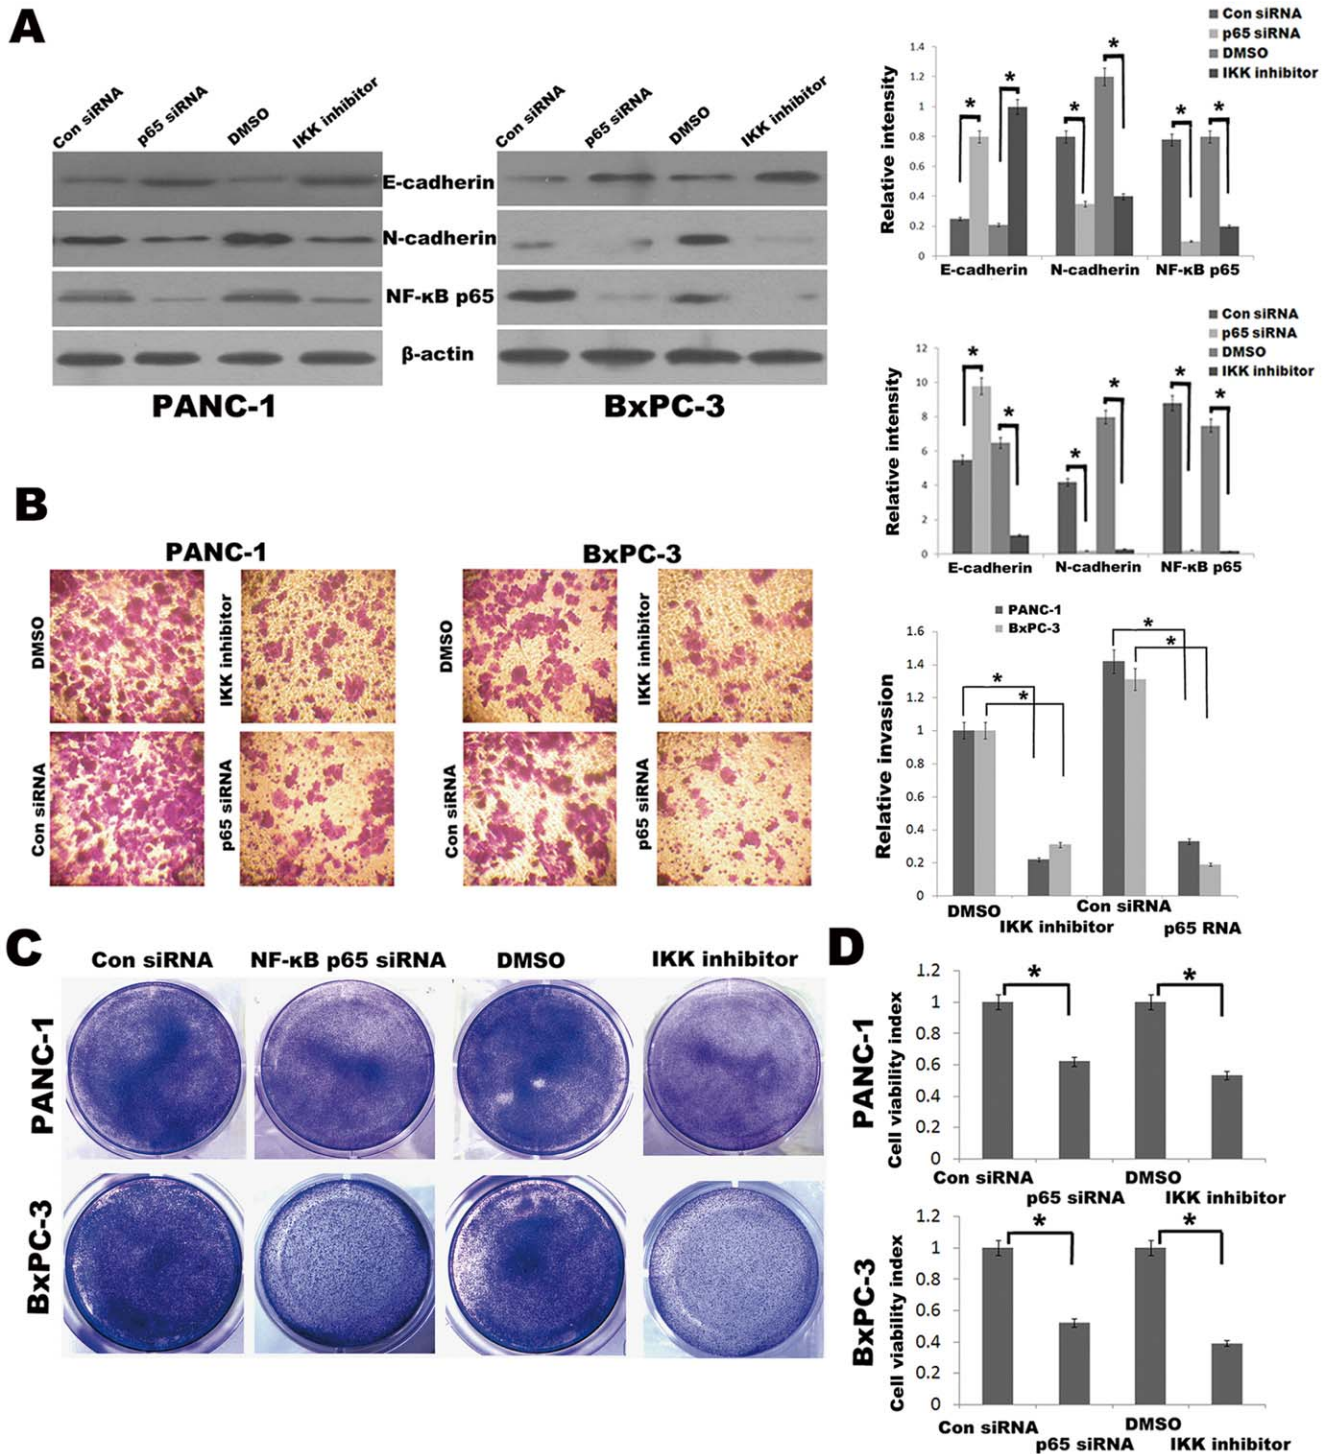 A
Con siRNA
p65 siRNA
DMSO
IKK inhibitor
Con siRNA
p65 siRNA
DMSO
IKK inhibitor
E-cadherin
N-cadherin
NF-κB p65
β-actin
PANC-1
BxPC-3
Con siRNA
p65 siRNA
DMSO
IKK inhibitor
Relative intensity
1.4
1.2
1
0.8
0.6
0.4
0.2
0
* * * * * *
E-cadherin N-cadherin NF-κB p65
Con siRNA
p65 siRNA
DMSO
IKK inhibitor
Relative intensity
12
10
8
6
4
2
0
* * * * * *
E-cadherin N-cadherin NF-κB p65
B
PANC-1
BxPC-3
DMSO
IKK inhibitor
DMSO
IKK inhibitor
Con siRNA
p65 siRNA
Con siRNA
p65 siRNA
PANC-1
BxPC-3
Relative invasion
1.6
1.4
1.2
1
0.8
0.6
0.4
0.2
0
* * * *
DMSO
IKK inhibitor
Con siRNA
p65 RNA
C
Con siRNA NF-κB p65 siRNA DMSO IKK inhibitor
PANC-1
BxPC-3
D
PANC-1
Cell viability index
1.2
1
0.8
0.6
0.4
0.2
0
* *
Con siRNA
p65 siRNA
DMSO
IKK inhibitor
BxPC-3
Cell viability index
1.2
1
0.8
0.6
0.4
0.2
0
* *
Con siRNA
p65 siRNA
DMSO
IKK inhibitor